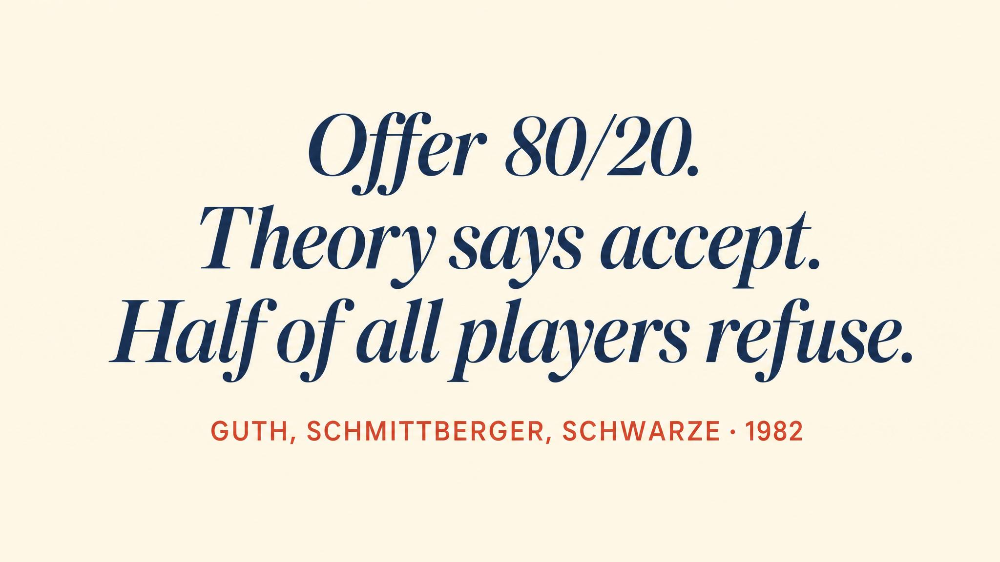 Offer 80/20.
Theory says accept.
Half of all players refuse.
GUTH, SCHMITTBERGER, SCHWARZE · 1982